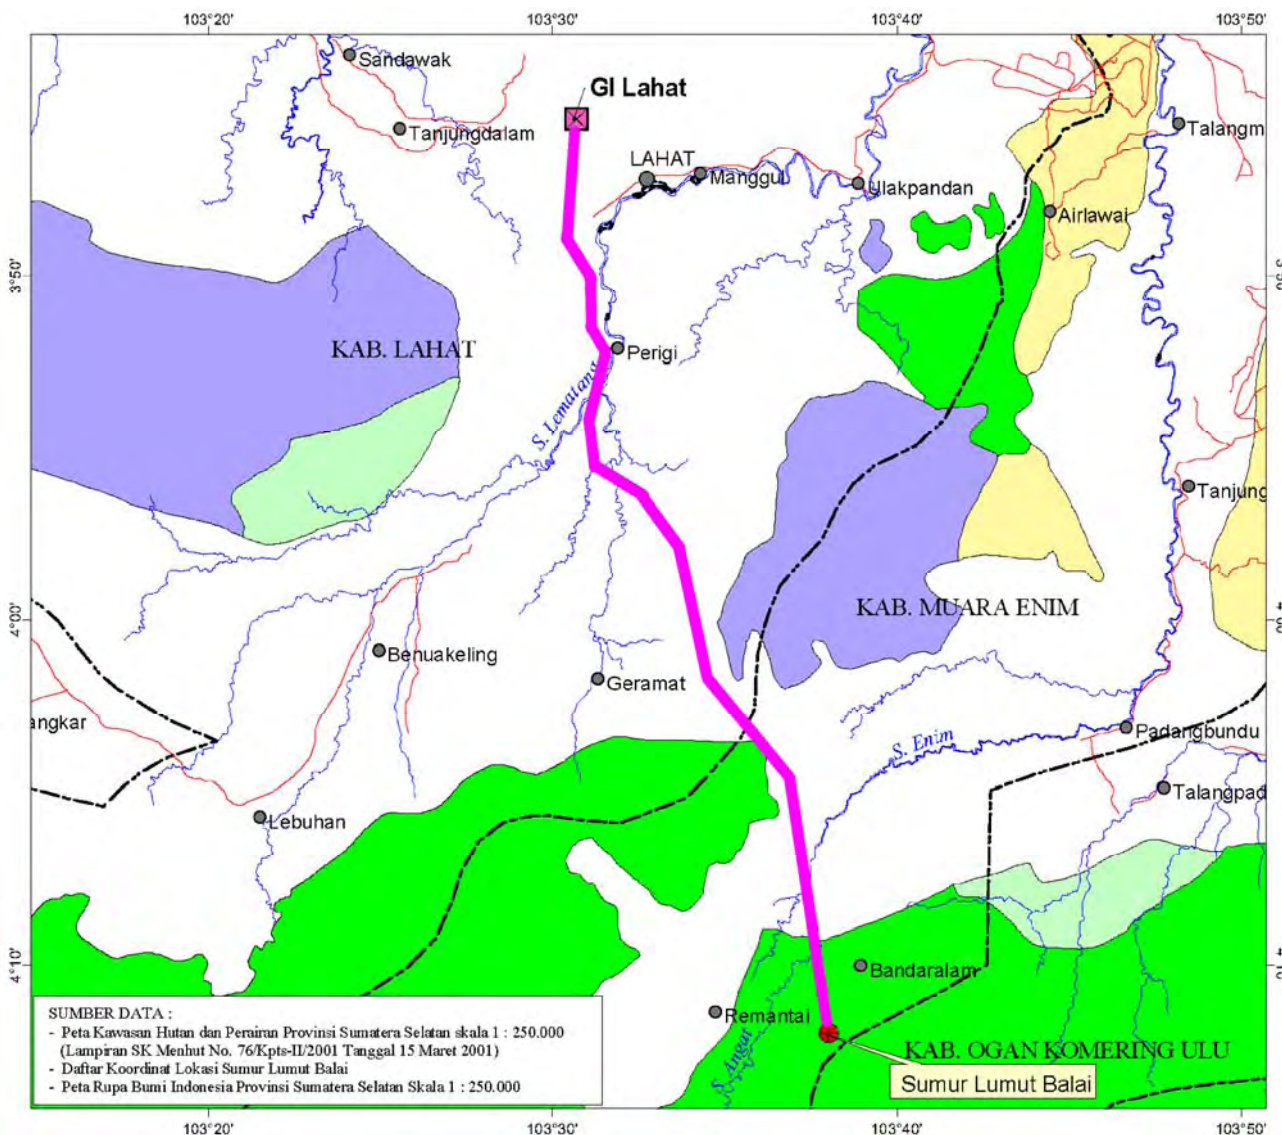 103°20'
103°30'
103°40'
103°50'
Sandawak
GI Lahat
Tanjungdalam
Talangm
LAHAT
Manggul
Ulakpandan
Airlawai
3°50'
KAB. LAHAT
Perigi
S. Lematang
Tanjung
4°00'
KAB. MUARA ENIM
Benuakeling
Geramat
angkar
S. Enim
Padangbundu
Talangpad
Lebuhan
4°10'
Bandaralam
Remantai
S. Angat
KAB. OGAN KOMERING ULU
Sumur Lumut Balai
SUMBER DATA :
- Peta Kawasan Hutan dan Perairan Provinsi Sumatera Selatan skala 1 : 250.000
(Lampiran SK Menhut No. 76/Kpts-II/2001 Tanggal 15 Maret 2001)
- Daftar Koordinat Lokasi Sumur Lumut Balai
- Peta Rupa Bumi Indonesia Provinsi Sumatera Selatan Skala 1 : 250.000
103°20'
103°30'
103°40'
103°50'